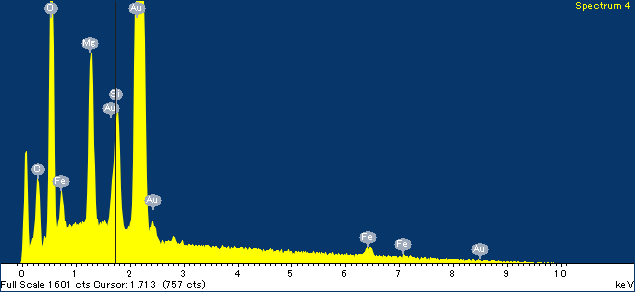 Spectrum 4
O Au
Mg
Si
Au
C Fe
Au
Fe Fe Au
0 1 2 3 4 5 6 7 8 9 10
Full Scale 1601 cts Cursor: 1.713 (757 cts) keV